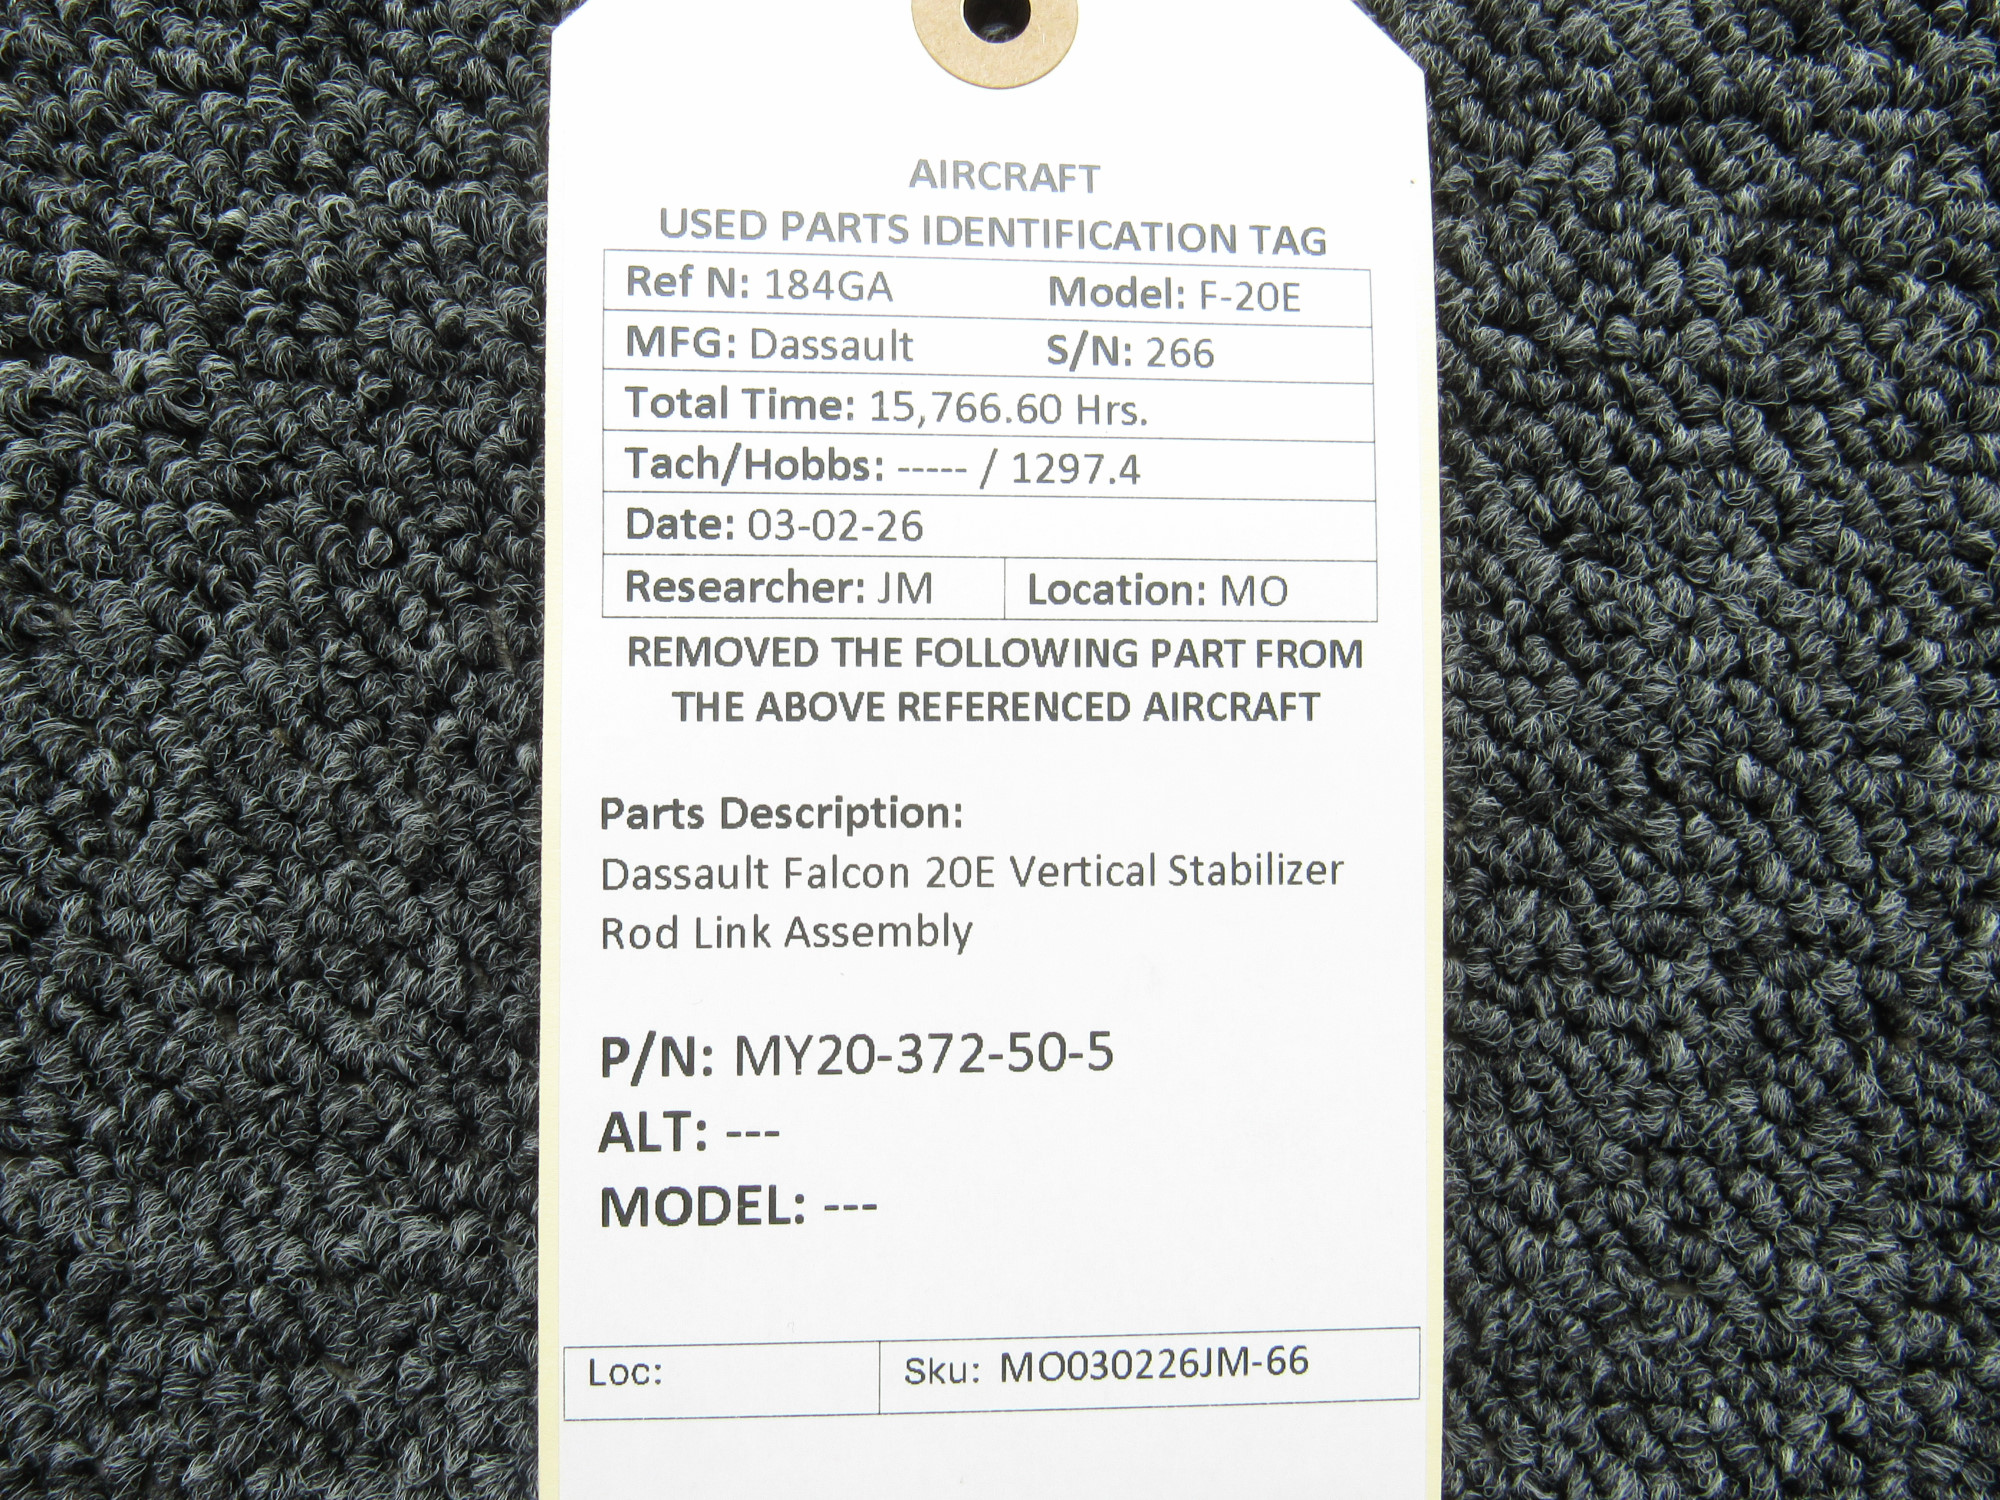 AIRCRAFT
USED PARTS IDENTIFICATION TAG
Ref N: 184GA Model: F-20E
MFG: Dassault S/N: 266
Total Time: 15,766.60 Hrs.
Tach/Hobbs: ----- / 1297.4
Date: 03-02-26
Researcher: JM Location: MO
REMOVED THE FOLLOWING PART FROM
THE ABOVE REFERENCED AIRCRAFT
Parts Description:
Dassault Falcon 20E Vertical Stabilizer
Rod Link Assembly
P/N: MY20-372-50-5
ALT: ---
MODEL: ---
Loc: Sku: MO030226JM-66